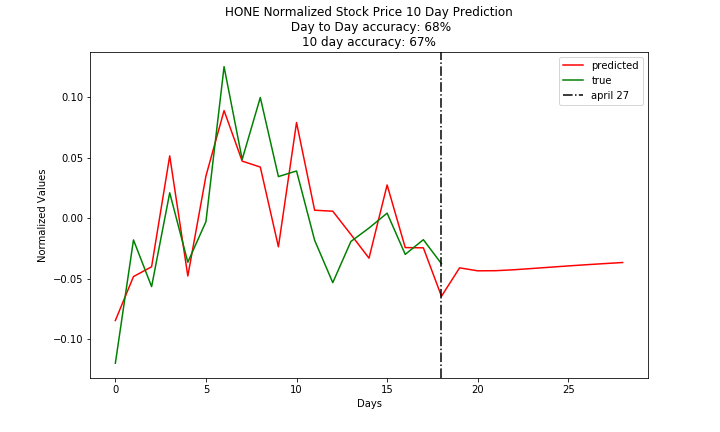 HONE Normalized Stock Price 10 Day Prediction
Day to Day accuracy: 68%
10 day accuracy: 67%
predicted
true
april 27
Normalized Values
0.10
0.05
0.00
−0.05
−0.10
0 5 10 15 20 25
Days